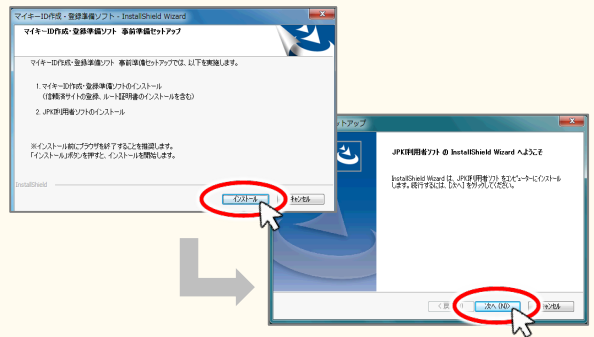 マイキーID作成・登録準備ソフト - InstallShield Wizard
マイキーID作成・登録準備ソフト 事前準備セットアップ
マイキーID作成・登録準備ソフト 事前準備セットアップでは、以下を実施します。
1. マイキーID作成・登録準備ソフトのインストール
(信頼済サイトの登録、ルート証明書のインストールを含む)
2. JPKI利用者ソフトのインストール
※インストール前にブラウザを終了することを推奨します。
「インストール」ボタンを押すと、インストールを開始します。
InstallShield
インストール
キャンセル
トアップ
JPKI利用者ソフト の InstallShield Wizard へようこそ
InstallShield Wizard は、JPKI利用者ソフト をコンピューターにインストール
します。続行するには、[次へ] をクリックしてください。
< 戻
次へ (N)>
キャンセル